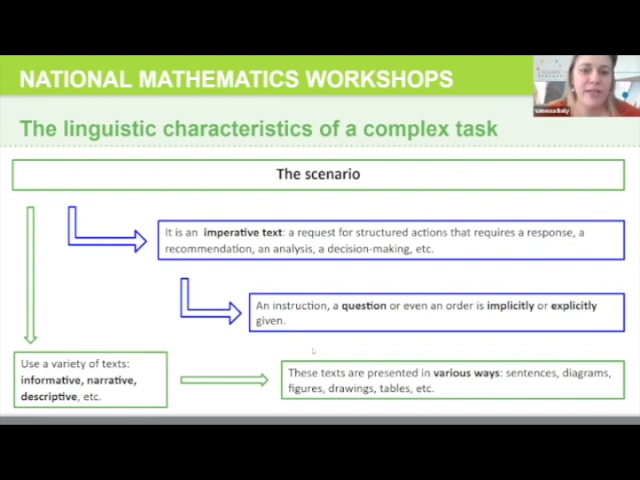 NATIONAL MATHEMATICS WORKSHOPS
Vanessa Boily
The linguistic characteristics of a complex task
The scenario
It is an imperative text: a request for structured actions that requires a response, a
recommendation, an analysis, a decision-making, etc.
An instruction, a question or even an order is implicitly or explicitly
given.
Use a variety of texts:
informative, narrative,
descriptive, etc.
These texts are presented in various ways: sentences, diagrams,
figures, drawings, tables, etc.